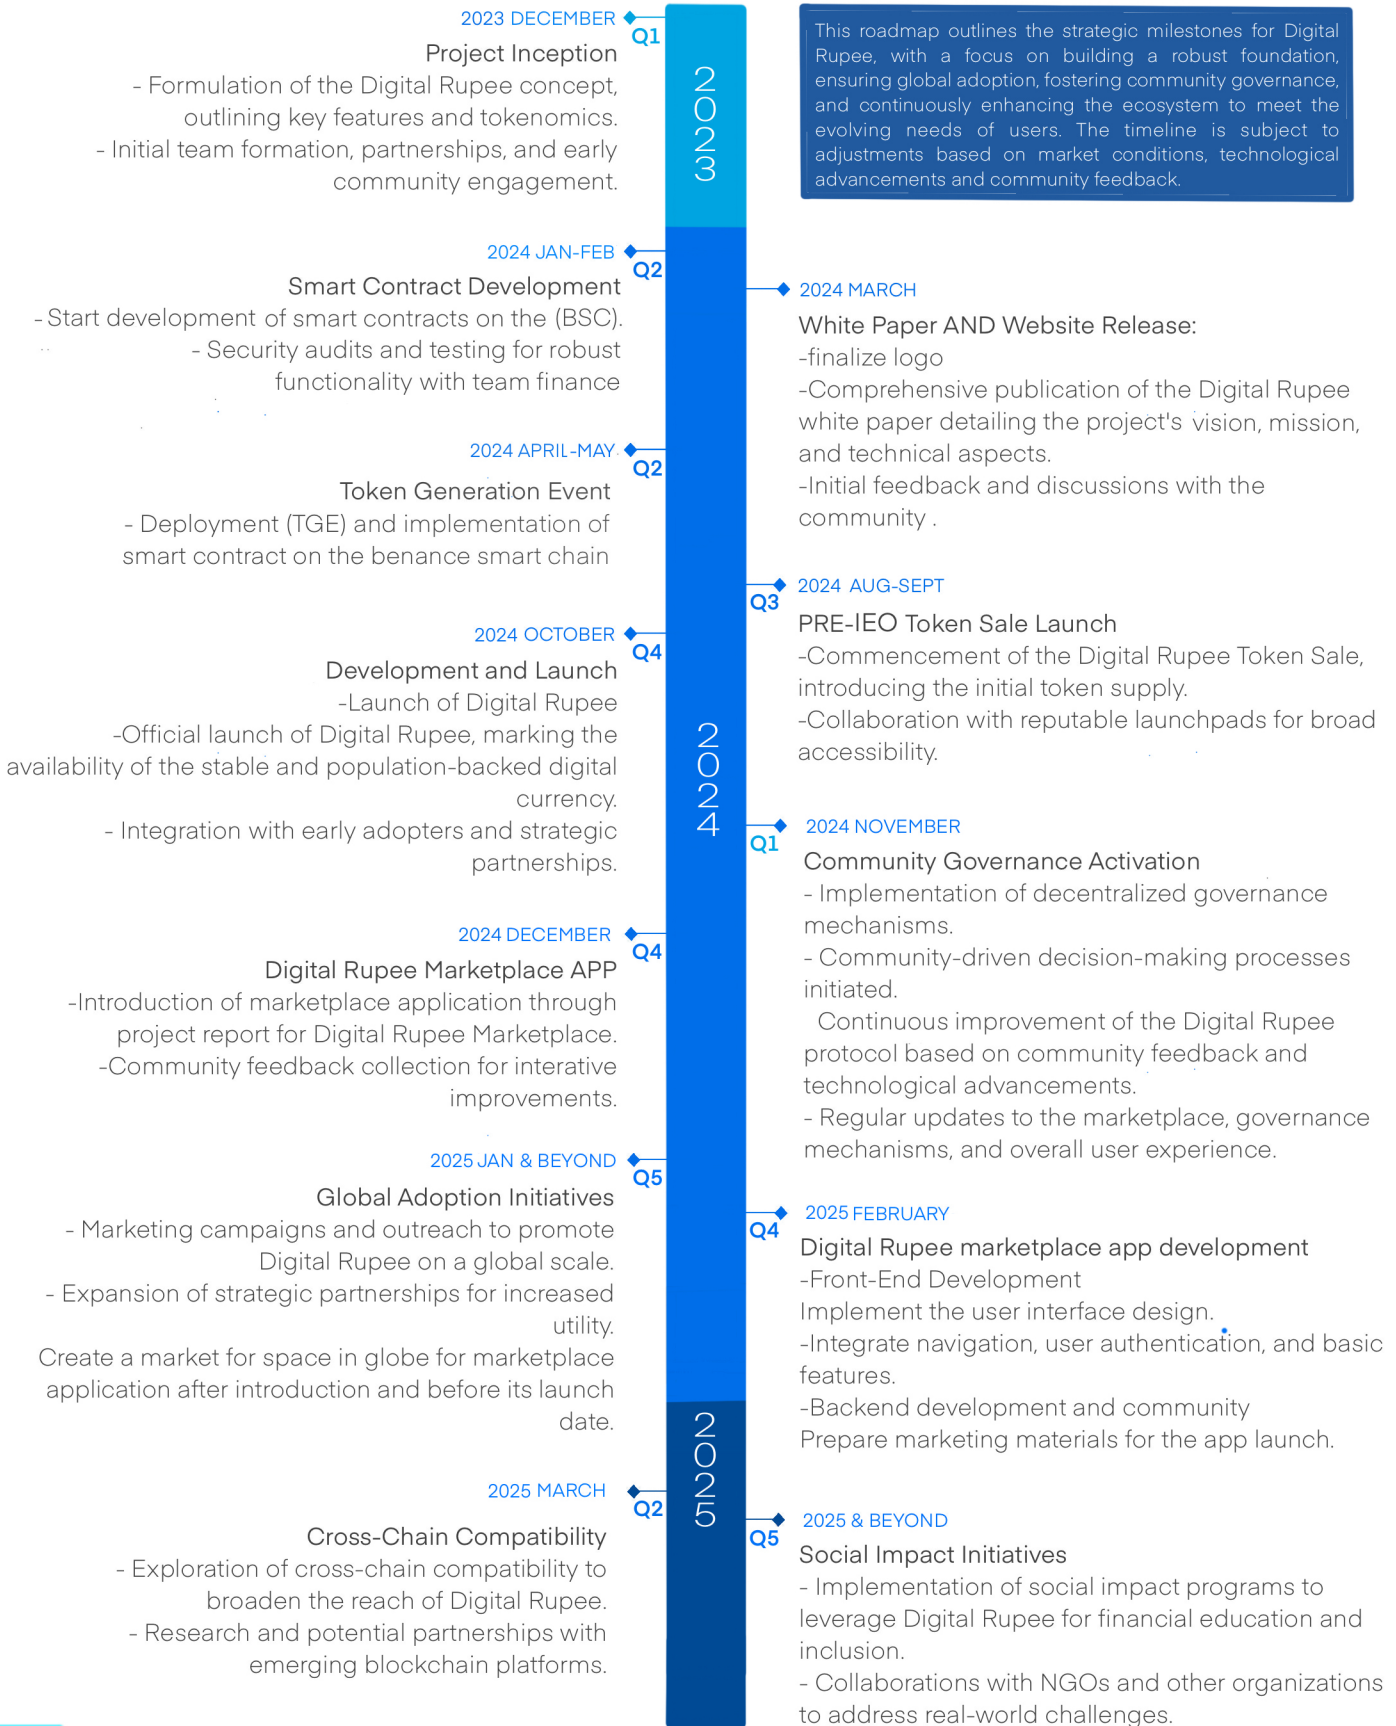 2023 DECEMBER
Q1
Project Inception
- Formulation of the Digital Rupee concept,
outlining key features and tokenomics.
- Initial team formation, partnerships, and early
community engagement.
2023
This roadmap outlines the strategic milestones for Digital
Rupee, with a focus on building a robust foundation,
ensuring global adoption, fostering community governance,
and continuously enhancing the ecosystem to meet the
evolving needs of users. The timeline is subject to
adjustments based on market conditions, technological
advancements and community feedback.
2024 JAN-FEB
Q2
Smart Contract Development
- Start development of smart contracts on the (BSC).
- Security audits and testing for robust
functionality with team finance
2024 MARCH
White Paper AND Website Release:
-finalize logo
-Comprehensive publication of the Digital Rupee
white paper detailing the project's vision, mission,
and technical aspects.
-Initial feedback and discussions with the
community .
2024 APRIL-MAY
Q2
Token Generation Event
- Deployment (TGE) and implementation of
smart contract on the benance smart chain
2024 AUG-SEPT
Q3
PRE-IEO Token Sale Launch
-Commencement of the Digital Rupee Token Sale,
introducing the initial token supply.
-Collaboration with reputable launchpads for broad
accessibility.
2024 OCTOBER
Q4
Development and Launch
-Launch of Digital Rupee
-Official launch of Digital Rupee, marking the
availability of the stable and population-backed digital
currency.
- Integration with early adopters and strategic
partnerships.
2024
2024 NOVEMBER
Q1
Community Governance Activation
- Implementation of decentralized governance
mechanisms.
- Community-driven decision-making processes
initiated.
Continuous improvement of the Digital Rupee
protocol based on community feedback and
technological advancements.
- Regular updates to the marketplace, governance
mechanisms, and overall user experience.
2024 DECEMBER
Q4
Digital Rupee Marketplace APP
-Introduction of marketplace application through
project report for Digital Rupee Marketplace.
-Community feedback collection for interative
improvements.
2025 JAN & BEYOND
Q5
Global Adoption Initiatives
- Marketing campaigns and outreach to promote
Digital Rupee on a global scale.
- Expansion of strategic partnerships for increased
utility.
Create a market for space in globe for marketplace
application after introduction and before its launch
date.
2025 FEBRUARY
Q4
Digital Rupee marketplace app development
-Front-End Development
Implement the user interface design.
-Integrate navigation, user authentication, and basic
features.
-Backend development and community
Prepare marketing materials for the app launch.
2025
2025 MARCH
Q2
Cross-Chain Compatibility
- Exploration of cross-chain compatibility to
broaden the reach of Digital Rupee.
- Research and potential partnerships with
emerging blockchain platforms.
2025 & BEYOND
Q5
Social Impact Initiatives
- Implementation of social impact programs to
leverage Digital Rupee for financial education and
inclusion.
- Collaborations with NGOs and other organizations
to address real-world challenges.